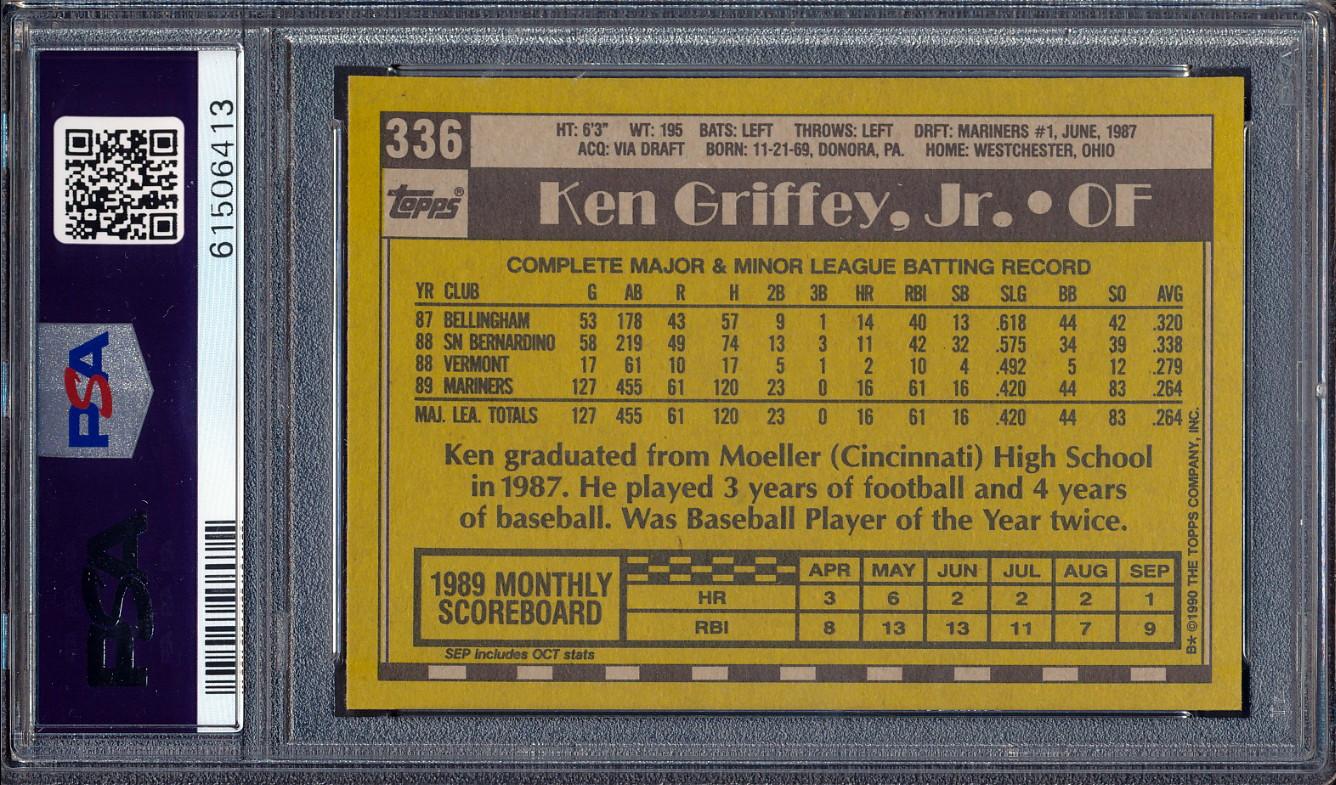 PSA
61506413
PSA
336
HT: 6'3" WT: 195 BATS: LEFT THROWS: LEFT DRFT: MARINERS #1, JUNE, 1987
ACQ: VIA DRAFT BORN: 11-21-69, DONORA, PA. HOME: WESTCHESTER, OHIO
topps®
Ken Griffey, Jr. • OF
COMPLETE MAJOR & MINOR LEAGUE BATTING RECORD
YR CLUB G AB R H 2B 3B HR RBI SB SLG BB SO AVG
87 BELLINGHAM 53 178 43 57 9 1 14 40 13 .618 44 42 .320
88 SN BERNARDINO 58 219 49 74 13 3 11 42 32 .575 34 39 .338
88 VERMONT 17 61 10 17 5 1 2 10 4 .492 5 12 .279
89 MARINERS 127 455 61 120 23 0 16 61 16 .420 44 83 .264
MAJ. LEA. TOTALS 127 455 61 120 23 0 16 61 16 .420 44 83 .264
Ken graduated from Moeller (Cincinnati) High School
in 1987. He played 3 years of football and 4 years
of baseball. Was Baseball Player of the Year twice.
1989 MONTHLY
SCOREBOARD
APR MAY JUN JUL AUG SEP
HR 3 6 2 2 2 1
RBI 8 13 13 11 7 9
SEP includes OCT stats
B* ©1990 THE TOPPS COMPANY, INC.